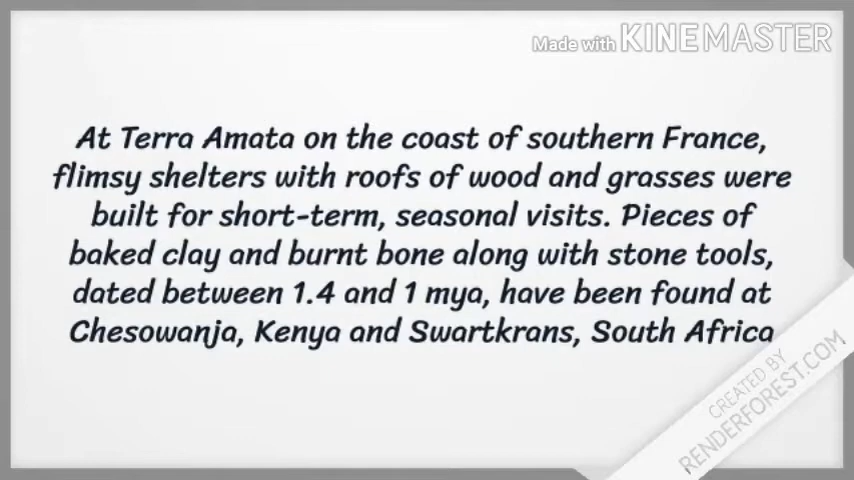 Made with KINEMASTER
At Terra Amata on the coast of southern France,
flimsy shelters with roofs of wood and grasses were
built for short-term, seasonal visits. Pieces of
baked clay and burnt bone along with stone tools,
dated between 1.4 and 1 mya, have been found at
Chesowanja, Kenya and Swartkrans, South Africa
CREATED BY
RENDERFOREST.COM